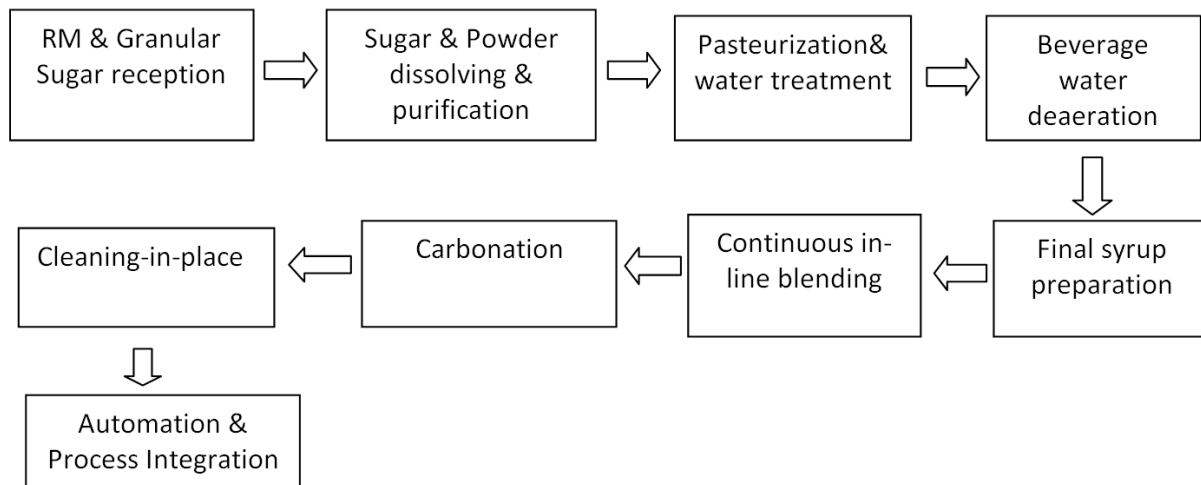 RM & Granular
Sugar reception
Sugar & Powder
dissolving &
purification
Pasteurization&
water treatment
Beverage
water
deaeration
Final syrup
preparation
Continuous in-
line blending
Carbonation
Cleaning-in-place
Automation &
Process Integration